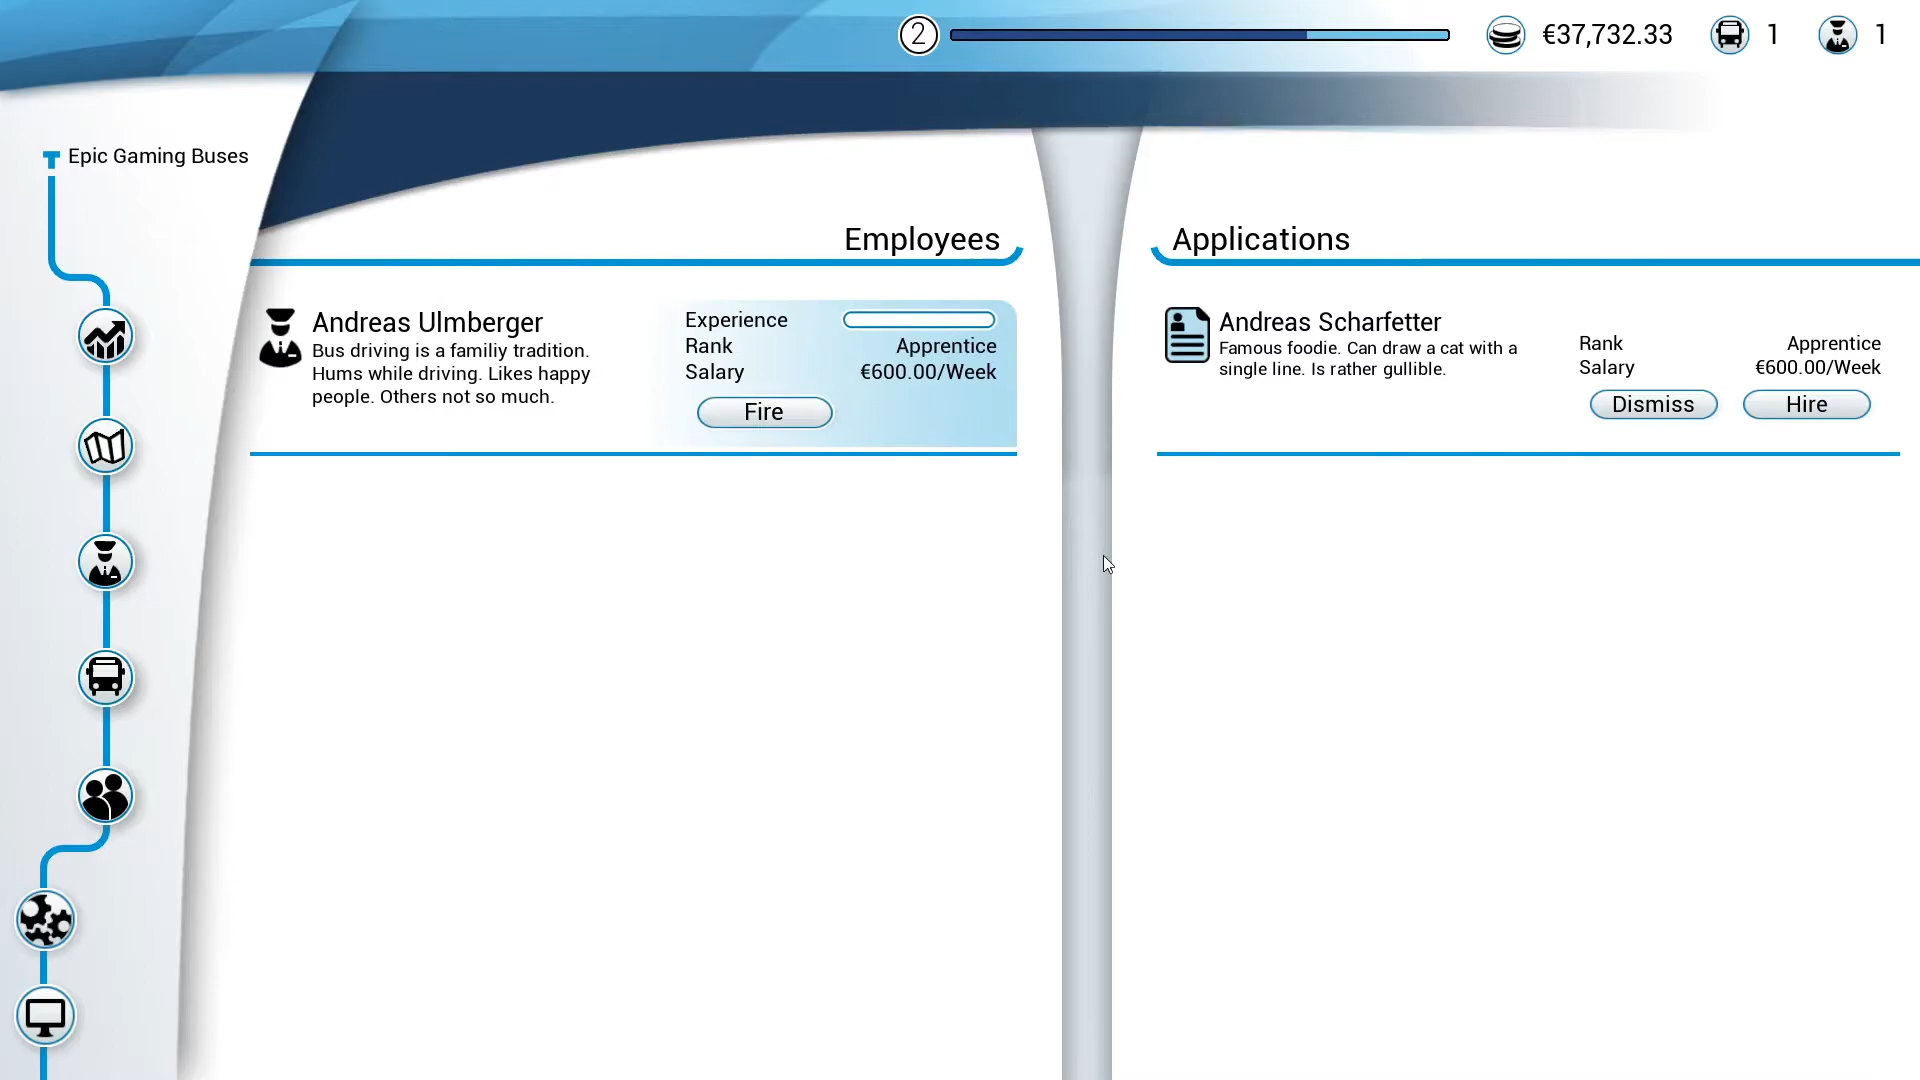 2
€37,732.33
1
1
Epic Gaming Buses
Employees
Applications
Andreas Ulmberger
Bus driving is a familiy tradition.
Hums while driving. Likes happy
people. Others not so much.
Experience
Rank
Apprentice
Salary
€600.00/Week
Fire
Andreas Scharfetter
Famous foodie. Can draw a cat with a
single line. Is rather gullible.
Rank
Apprentice
Salary
€600.00/Week
Dismiss
Hire